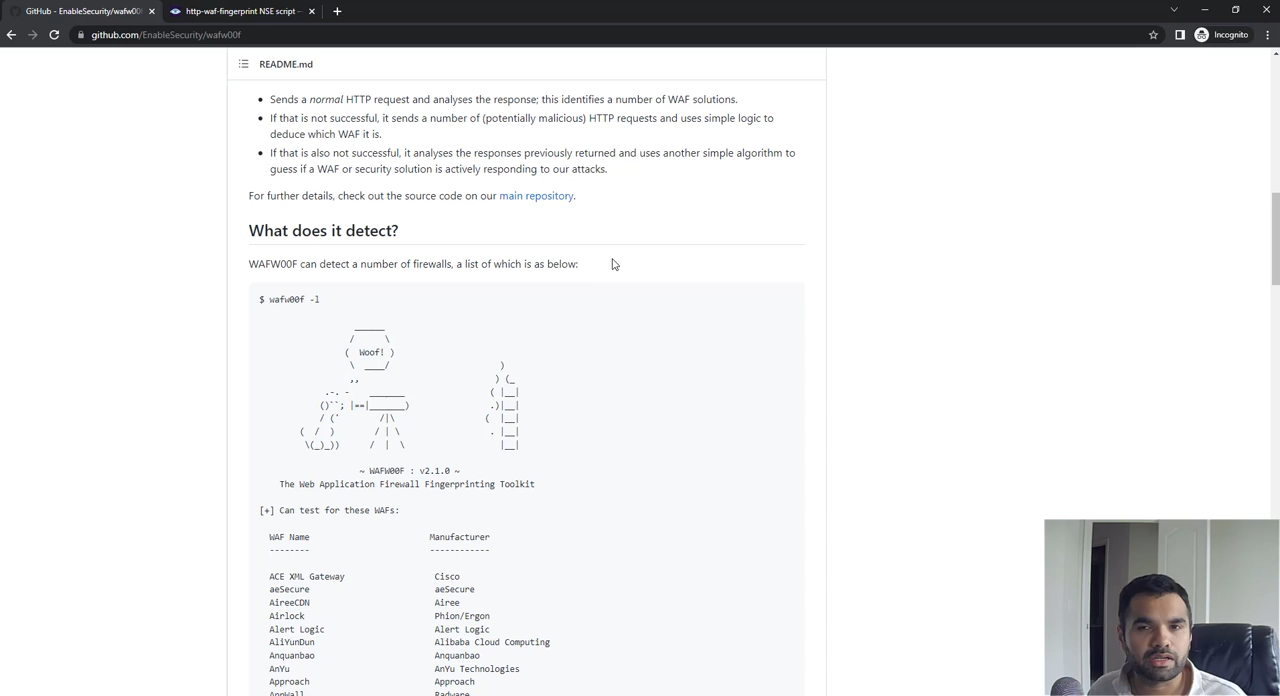 GitHub - EnableSecurity/wafw00f
http-waf-fingerprint NSE script —
github.com/EnableSecurity/wafw00f
Incognito
README.md
Sends a normal HTTP request and analyses the response; this identifies a number of WAF solutions.
If that is not successful, it sends a number of (potentially malicious) HTTP requests and uses simple logic to
deduce which WAF it is.
If that is also not successful, it analyses the responses previously returned and uses another simple algorithm to
guess if a WAF or security solution is actively responding to our attacks.
For further details, check out the source code on our main repository.
What does it detect?
WAFW00F can detect a number of firewalls, a list of which is as below:
$ wafw00f -l
Woof!
~ WAFW00F : v2.1.0 ~
The Web Application Firewall Fingerprinting Toolkit
[+] Can test for these WAFs:
WAF Name Manufacturer
-------- ------------
ACE XML Gateway Cisco
aeSecure aeSecure
AireeCDN Airee
Airlock Phion/Ergon
Alert Logic Alert Logic
AliYunDun Alibaba Cloud Computing
Anquanbao Anquanbao
AnYu AnYu Technologies
Approach Approach
AppWall Radware